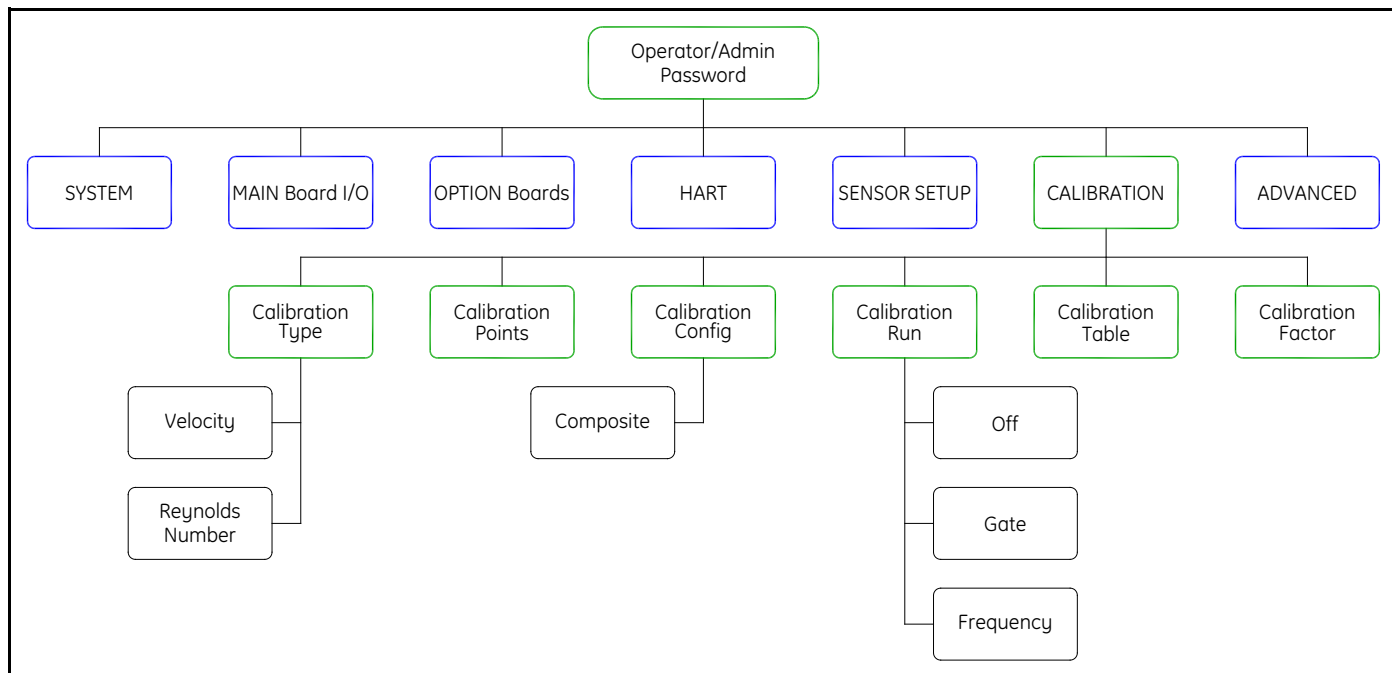 Operator/Admin
Password
SYSTEM
MAIN Board I/O
OPTION Boards
HART
SENSOR SETUP
CALIBRATION
ADVANCED
Calibration
Type
Calibration
Points
Calibration
Config
Calibration
Run
Calibration
Table
Calibration
Factor
Velocity
Composite
Off
Reynolds
Number
Gate
Frequency